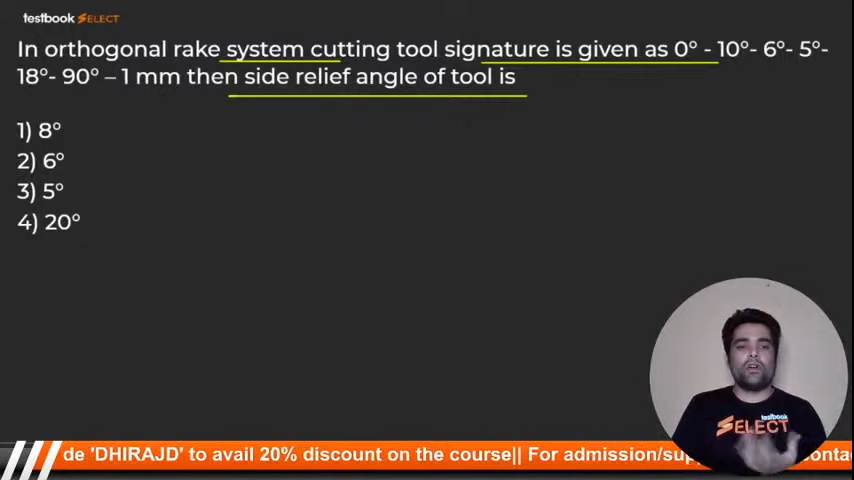 testbook SELECT
In orthogonal rake system cutting tool signature is given as 0° - 10°- 6°- 5°-
18°- 90° – 1 mm then side relief angle of tool is
1) 8°
2) 6°
3) 5°
4) 20°
testbook
SELECT
de 'DHIRAJD' to avail 20% discount on the course|| For admission/sup